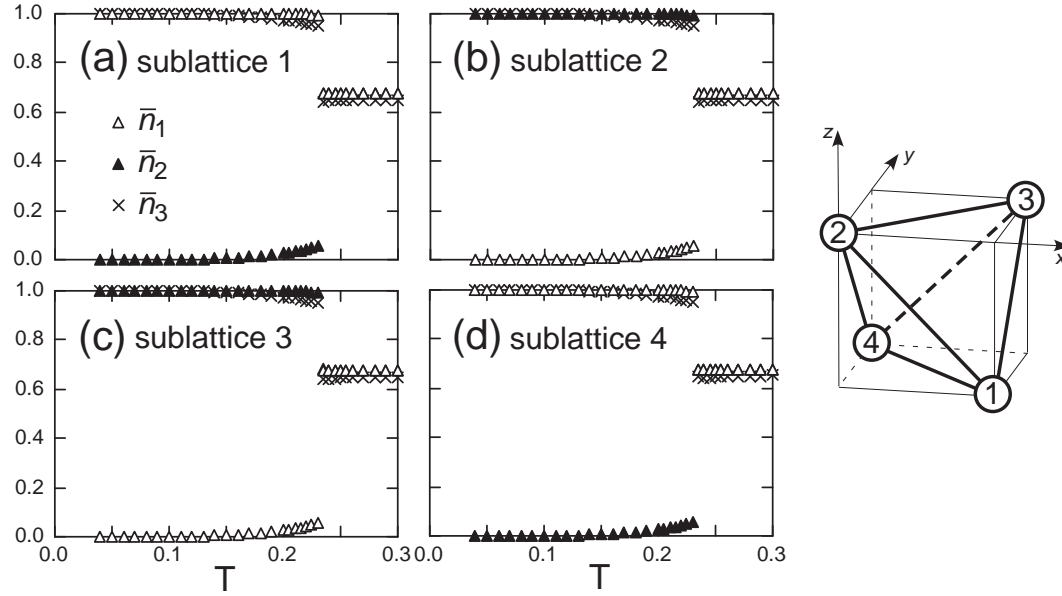 1.0
0.8
0.6
0.4
0.2
0.0
(a) sublattice 1
n̄1
n̄2
n̄3
(b) sublattice 2
1.0
0.8
0.6
0.4
0.2
0.0
(c) sublattice 3
(d) sublattice 4
0.0 0.1 0.2 0.3
T
0.0 0.1 0.2 0.3
T
z
y
3
2
x
4
1